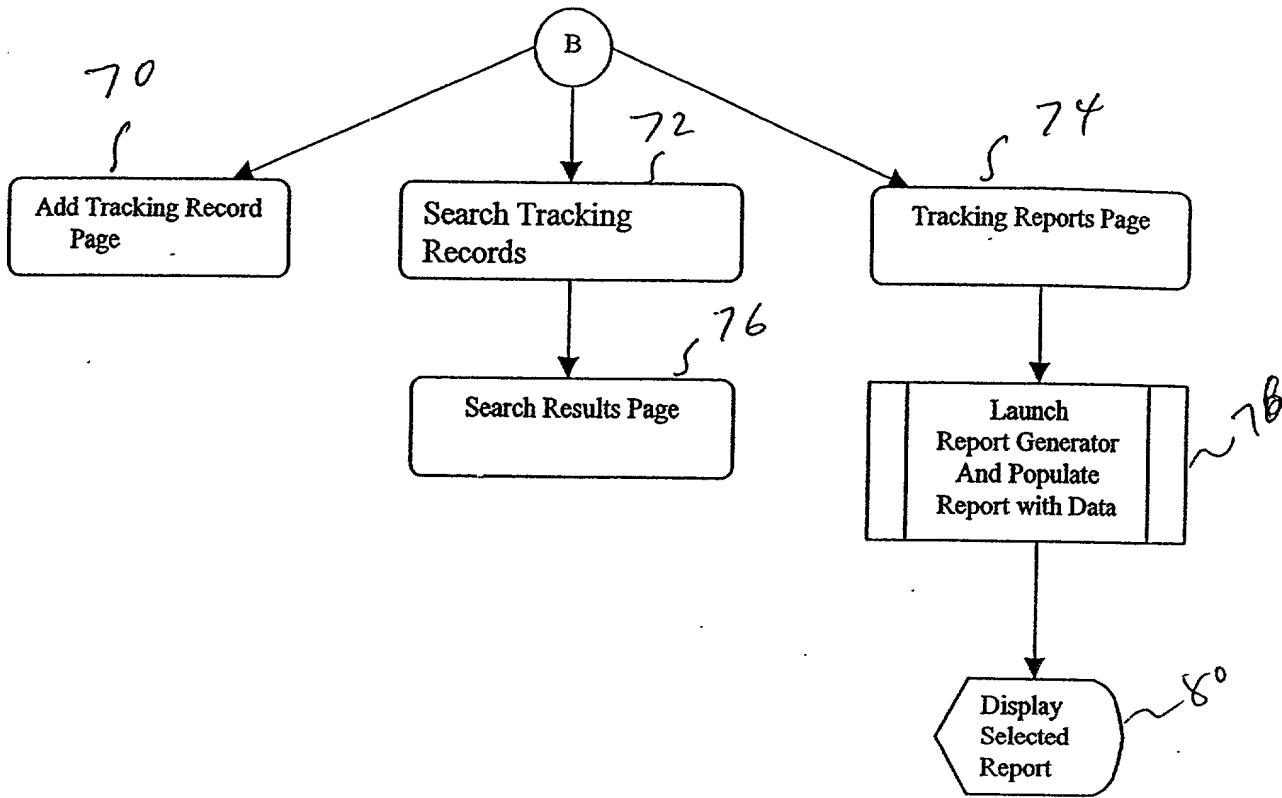 B
70
72
74
Add Tracking Record
Page
Search Tracking
Records
Tracking Reports Page
76
Search Results Page
Launch
Report Generator
And Populate
Report with Data
78
Display
Selected
Report
80